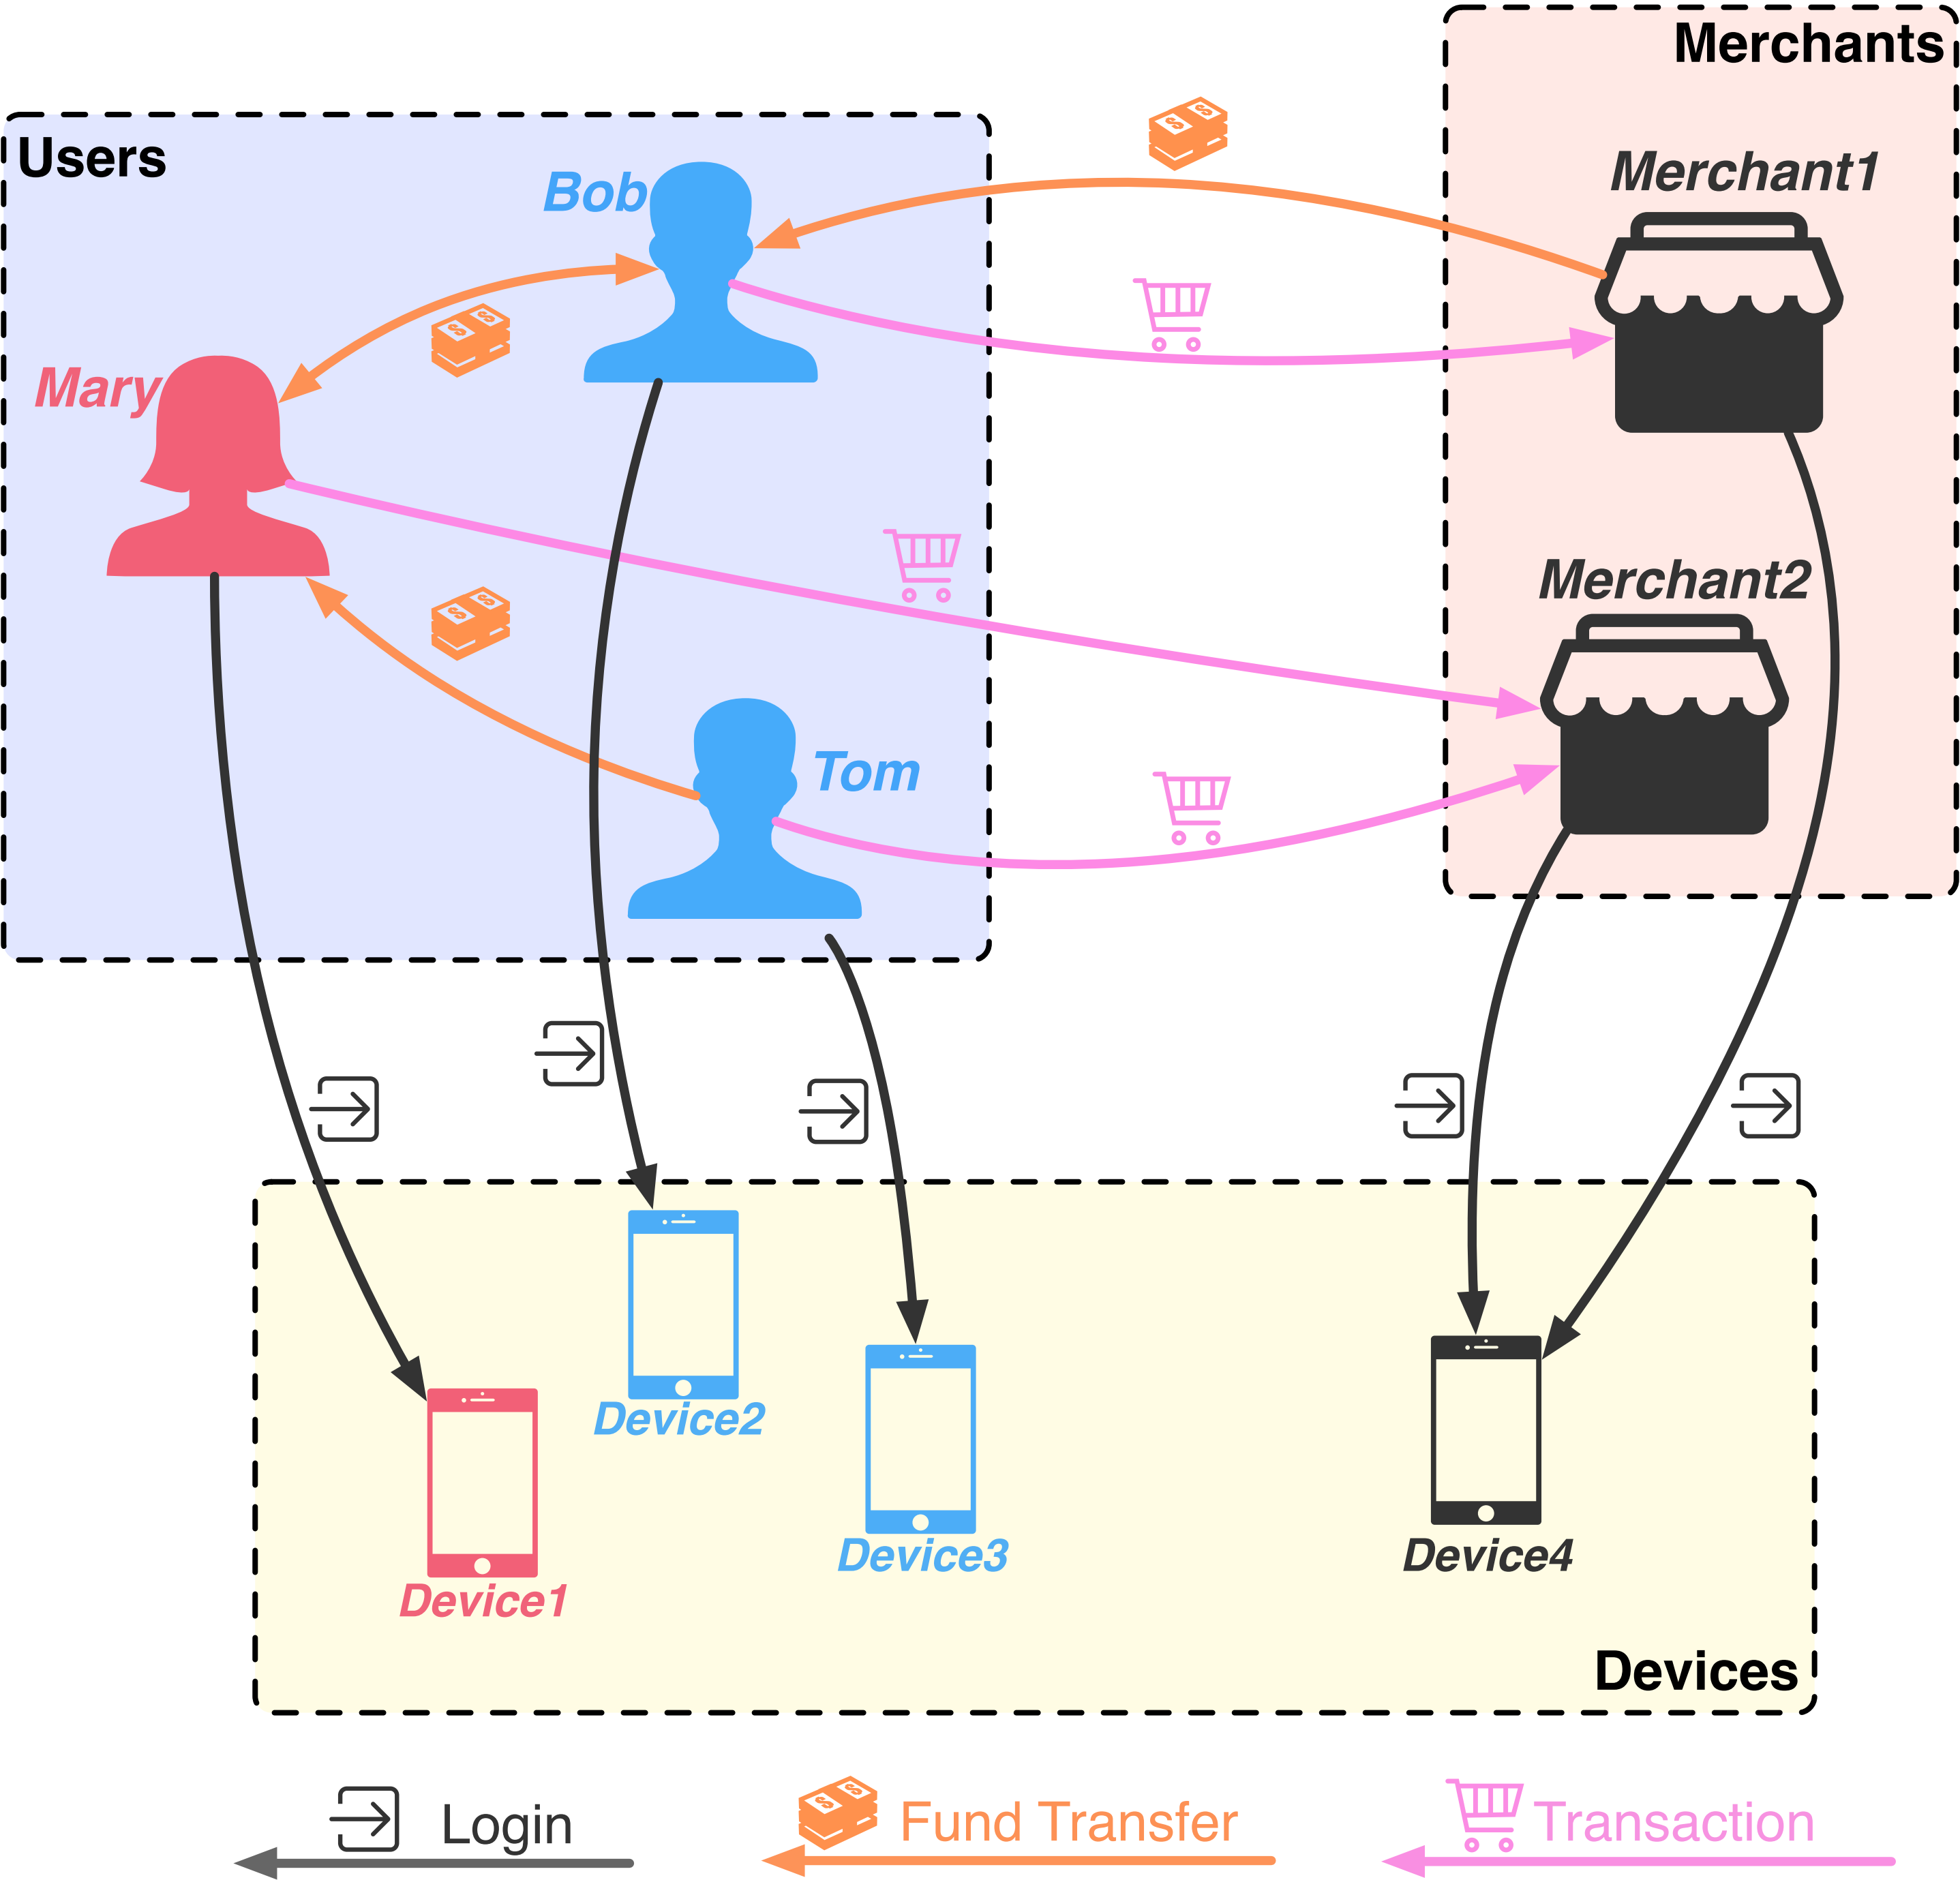 Merchants
Users
Bob
Merchant1
Mary
Merchant2
Tom
Device2
Device3
Device4
Device1
Devices
Login
Fund Transfer
Transaction